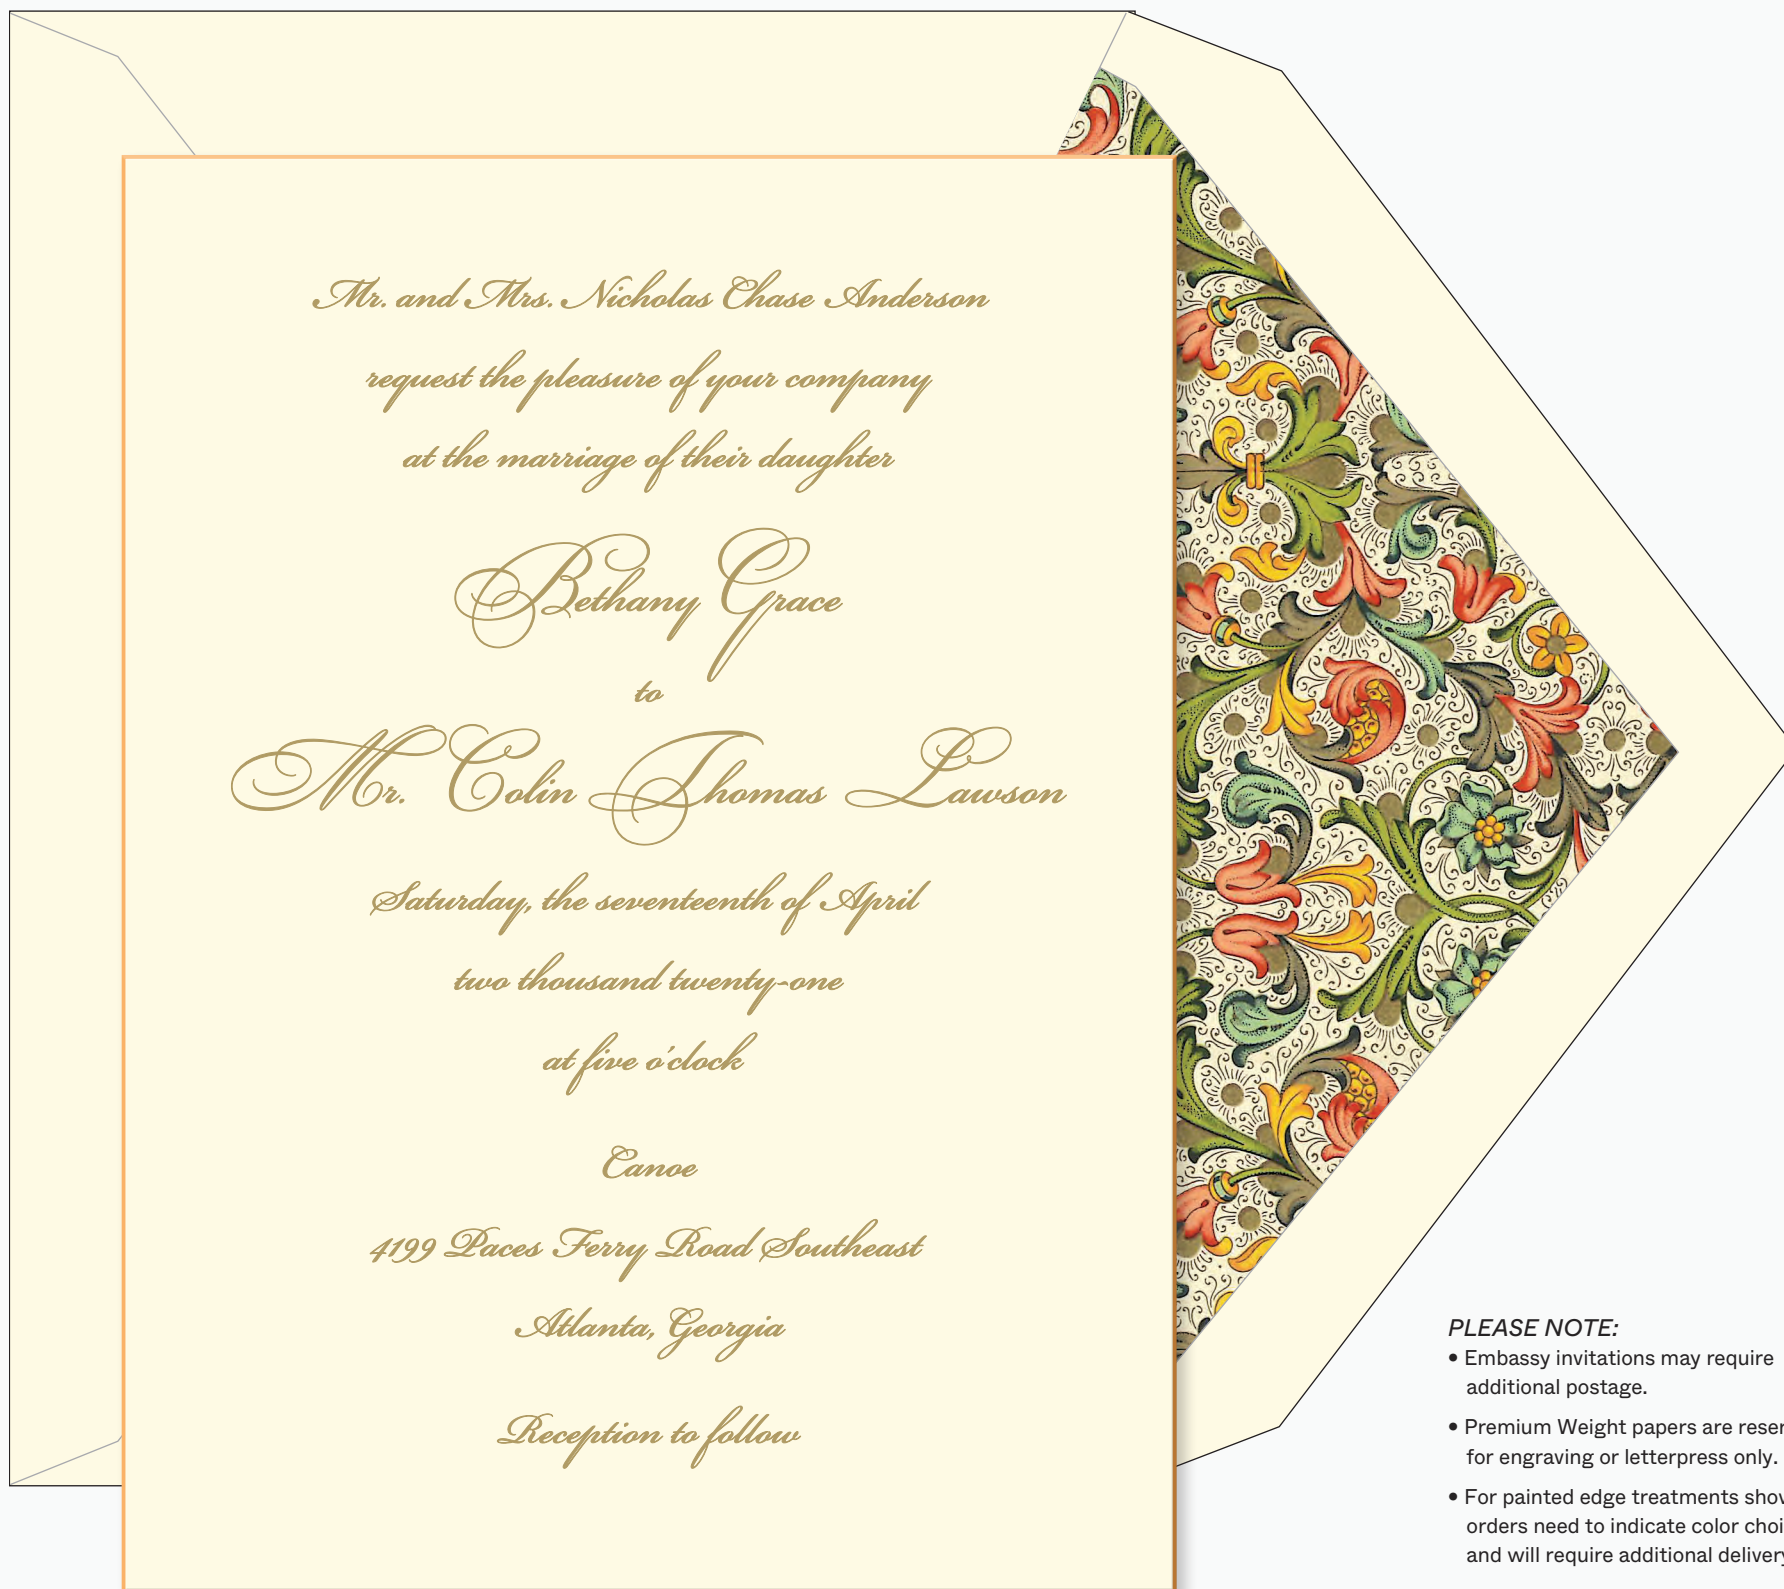 Mr. and Mrs. Nicholas Chase Anderson
request the pleasure of your company
at the marriage of their daughter
Bethany Grace
to
Mr. Colin Thomas Lawson
Saturday, the seventeenth of April
two thousand twenty-one
at five o'clock
Canoe
4199 Paces Ferry Road Southeast
Atlanta, Georgia
Reception to follow
PLEASE NOTE:
• Embassy invitations may require
additional postage.
• Premium Weight papers are
for engraving or letterpress only.
• For painted edge treatments
orders need to indicate color
and will require additional delivery